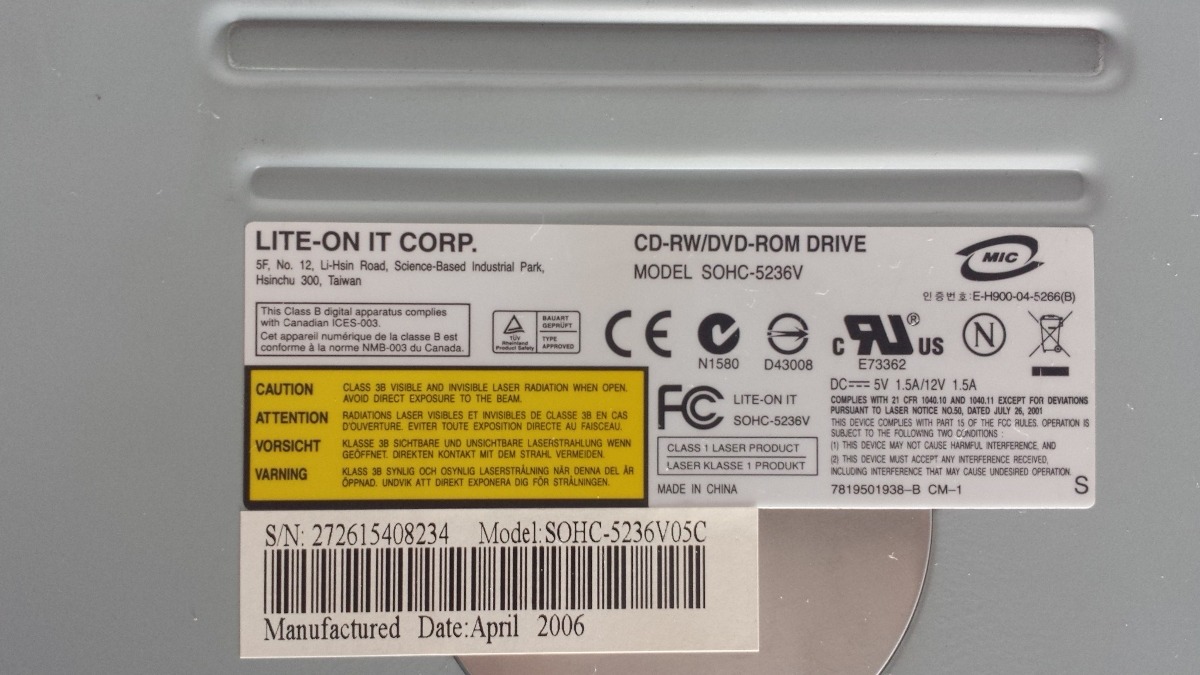 LITE-ON IT CORP.
5F, No. 12, Li-Hsin Road, Science-Based Industrial Park,
Hsinchu 300, Taiwan
CD-RW/DVD-ROM DRIVE
MODEL SOHC-5236V
MIC
인증번호:E-H900-04-5266(B)
This Class B digital apparatus complies
with Canadian ICES-003.
Cet appareil numérique de la classe B est
conforme à la norme NMB-003 du Canada.
TÜV
Rheinland
Product Safety
BAUART
GEPRÜFT
TYPE
APPROVED
CE
N1580
D43008
c RU US ®
E73362
N
CAUTION
CLASS 3B VISIBLE AND INVISIBLE LASER RADIATION WHEN OPEN.
AVOID DIRECT EXPOSURE TO THE BEAM.
ATTENTION
RADIATIONS LASER VISIBLES ET INVISIBLES DE CLASSE 3B EN CAS
D'OUVERTURE. EVITER TOUTE EXPOSITION DIRECTE AU FAISCEAU.
VORSICHT
KLASSE 3B SICHTBARE UND UNSICHTBARE LASERSTRAHLUNG WENN
GEÖFFNET. DIREKTEN KONTAKT MIT DEM STRAHL VERMEIDEN.
VARNING
KLASS 3B SYNLIG OCH OSYNLIG LASERSTRÅLNING NÄR DENNA DEL ÄR
ÖPPNAD. UNDVIK ATT DIREKT EXPONERA DIG FÖR STRÅLNINGEN.
FC
LITE-ON IT
SOHC-5236V
CLASS 1 LASER PRODUCT
LASER KLASSE 1 PRODUKT
MADE IN CHINA
DC 5V 1.5A/12V 1.5A
COMPLIES WITH 21 CFR 1040.10 AND 1040.11 EXCEPT FOR DEVIATIONS
PURSUANT TO LASER NOTICE NO.50, DATED JULY 26, 2001
THIS DEVICE COMPLIES WITH PART 15 OF THE FCC RULES. OPERATION IS
SUBJECT TO THE FOLLOWING TWO CONDITIONS :
(1) THIS DEVICE MAY NOT CAUSE HARMFUL INTERFERENCE, AND
(2) THIS DEVICE MUST ACCEPT ANY INTERFERENCE RECEIVED,
INCLUDING INTERFERENCE THAT MAY CAUSE UNDESIRED OPERATION.
7819501938-B CM-1
S
S/N: 272615408234 Model:SOHC-5236V05C
Manufactured Date:April 2006